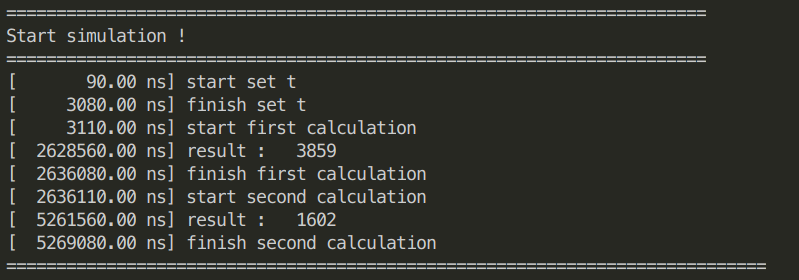 ======================================================================
Start simulation !
======================================================================
[       90.00 ns] start set t
[     3080.00 ns] finish set t
[     3110.00 ns] start first calculation
[  2628560.00 ns] result :   3859
[  2636080.00 ns] finish first calculation
[  2636110.00 ns] start second calculation
[  5261560.00 ns] result :   1602
[  5269080.00 ns] finish second calculation
============================================================================